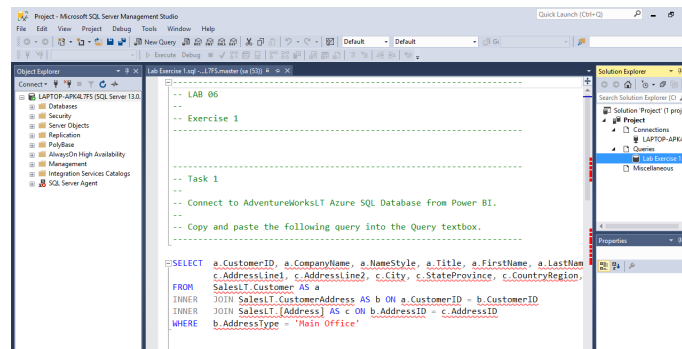 Project - Microsoft SQL Server Management Studio
Quick Launch (Ctrl+Q)
File Edit View Project Debug Tools Window Help
New Query
Default
Default
Execute Debug
Object Explorer
Lab Exercise 1.sql -...L7F5.master (sa (53))
Solution Explorer
Connect
Search Solution Explorer (Ct
LAPTOP-APK4L7FS (SQL Server 13.0.
Databases
Security
Server Objects
Replication
PolyBase
AlwaysOn High Availability
Management
Integration Services Catalogs
SQL Server Agent
-- LAB 06
--
-- Exercise 1
-- Task 1
--
-- Connect to AdventureWorksLT Azure SQL Database from Power BI.
--
-- Copy and paste the following query into the Query textbox.
SELECT a.CustomerID, a.CompanyName, a.NameStyle, a.Title, a.FirstName, a.LastNam
c.AddressLine1, c.AddressLine2, c.City, c.StateProvince, c.CountryRegion,
FROM SalesLT.Customer AS a
INNER JOIN SalesLT.CustomerAddress AS b ON a.CustomerID = b.CustomerID
INNER JOIN SalesLT.[Address] AS c ON b.AddressID = c.AddressID
WHERE b.AddressType = 'Main Office'
Solution 'Project' (1 proj
Project
Connections
LAPTOP-APK4
Queries
Lab Exercise 1
Miscellaneous
Properties